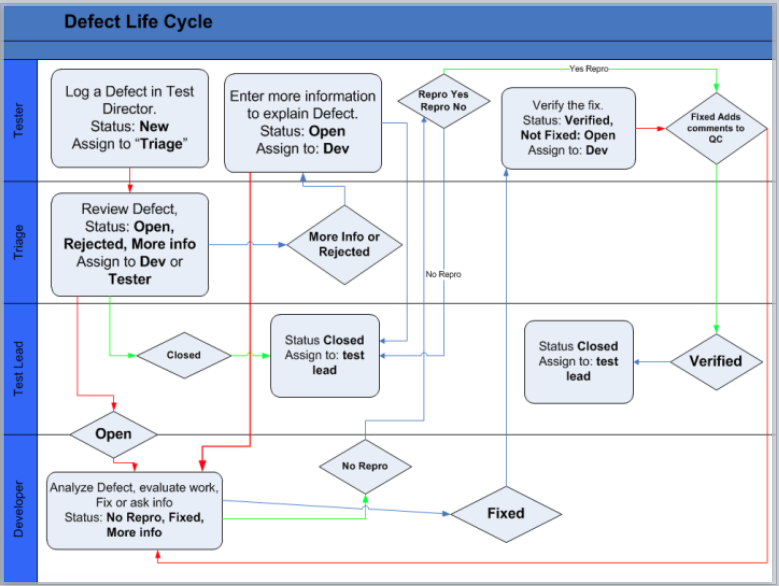 Defect Life Cycle
Tester
Log a Defect in Test
Director.
Status: New
Assign to “Triage”
Enter more information
to explain Defect.
Status: Open
Assign to: Dev
Repro Yes
Repro No
Yes Repro
Verify the fix.
Status: Verified,
Not Fixed: Open
Assign to: Dev
Fixed Adds
comments to
QC
Triage
Review Defect,
Status: Open,
Rejected, More info
Assign to Dev or
Tester
More Info or
Rejected
No Repro
Test Lead
Closed
Status Closed
Assign to: test
lead
Status Closed
Assign to: test
lead
Verified
Open
Developer
Analyze Defect, evaluate work,
Fix or ask info
Status: No Repro, Fixed,
More info
No Repro
Fixed